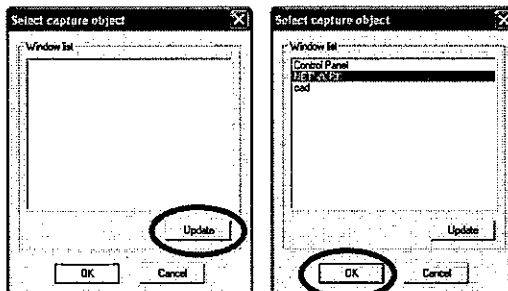 Select capture object
Window list
Update
OK Cancel
Select capture object
Window list
Control Panel
cad
Update
OK Cancel